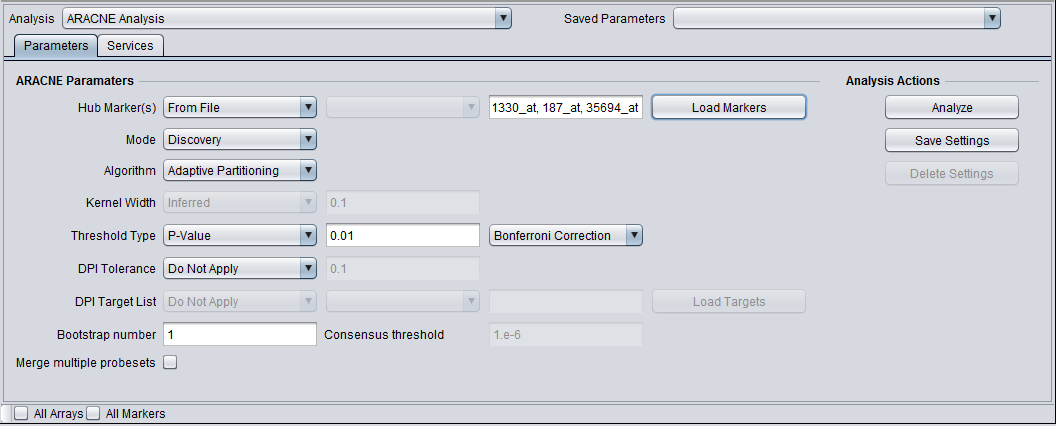 Analysis ARACNE Analysis Saved Parameters
Parameters Services
ARACNE Paramaters Analysis Actions
Hub Marker(s) From File 1330_at, 187_at, 35694_at Load Markers Analyze
Mode Discovery Save Settings
Algorithm Adaptive Partitioning Delete Settings
Kernel Width Inferred 0.1
Threshold Type P-Value 0.01 Bonferroni Correction
DPI Tolerance Do Not Apply 0.1
DPI Target List Do Not Apply Load Targets
Bootstrap number 1 Consensus threshold 1.e-6
Merge multiple probesets
All Arrays All Markers